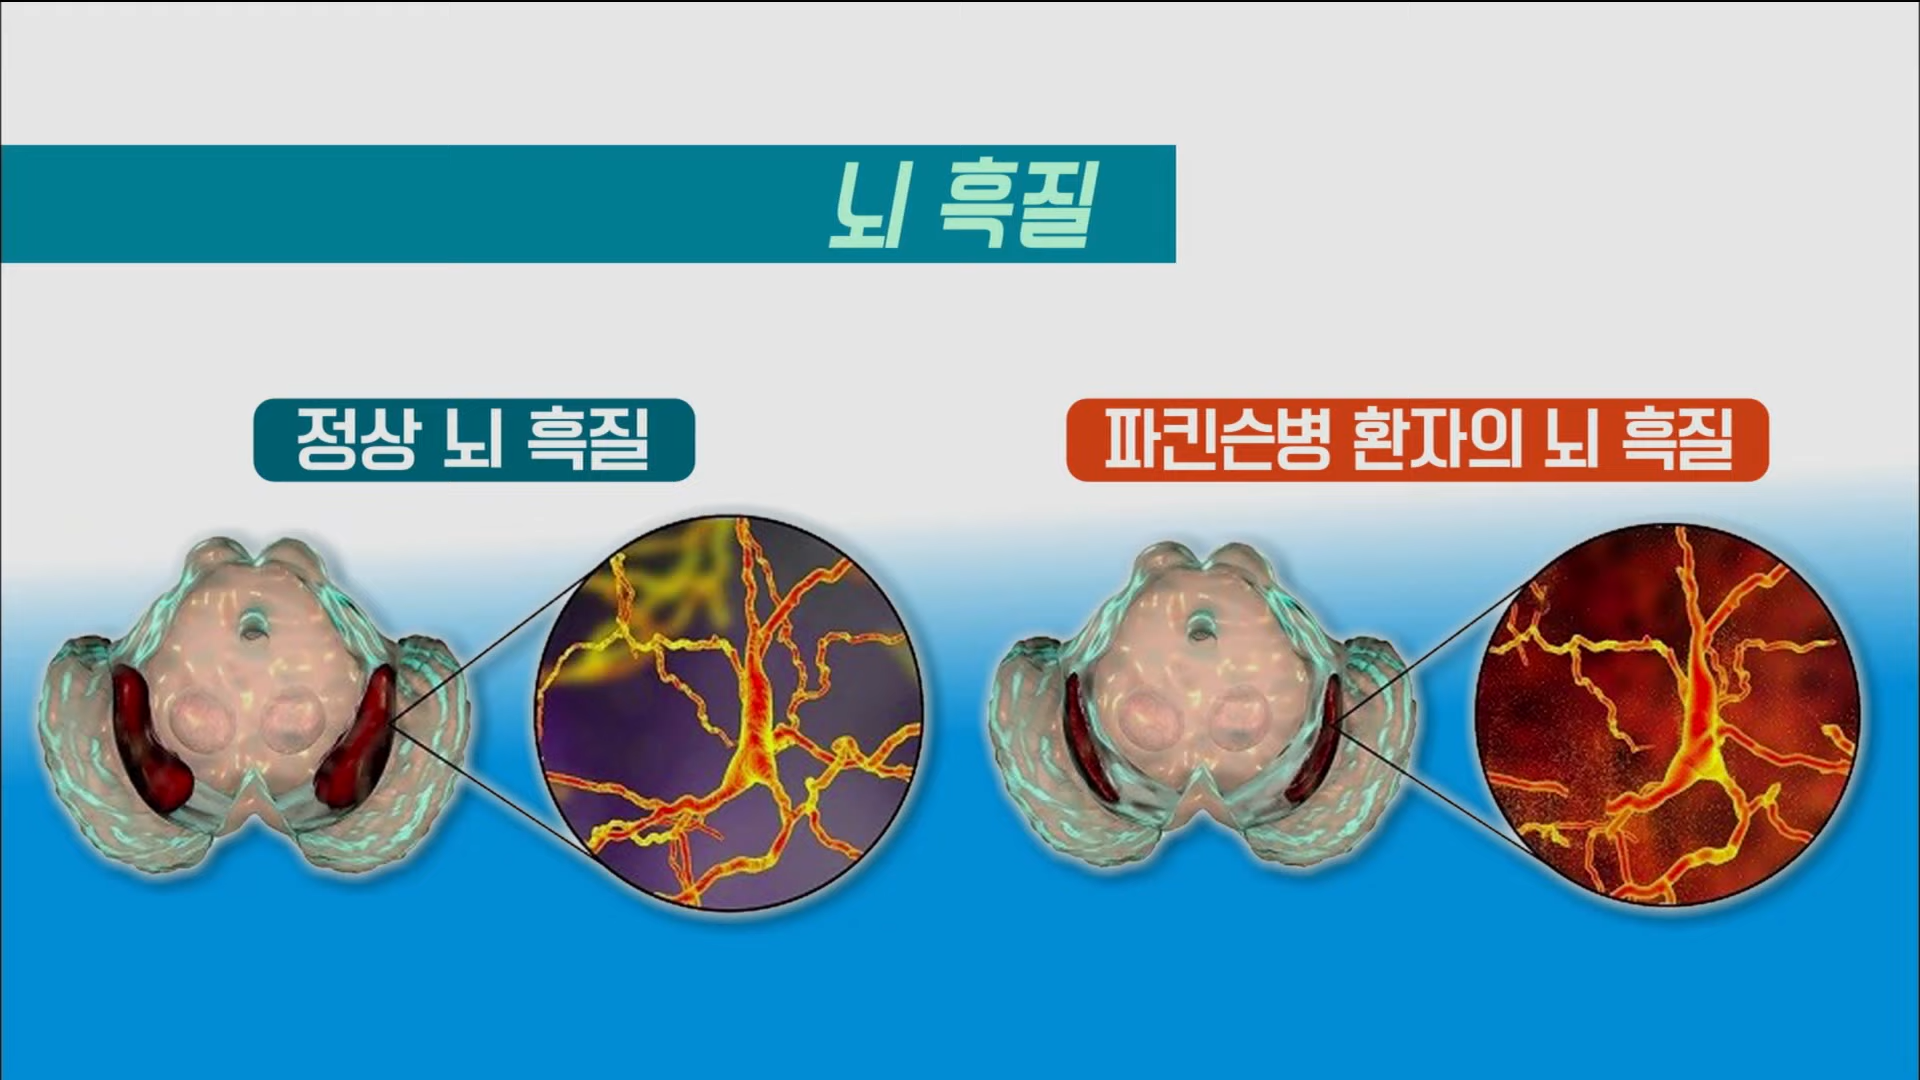 뇌 흑질
정상 뇌 흑질
파킨슨병 환자의 뇌 흑질